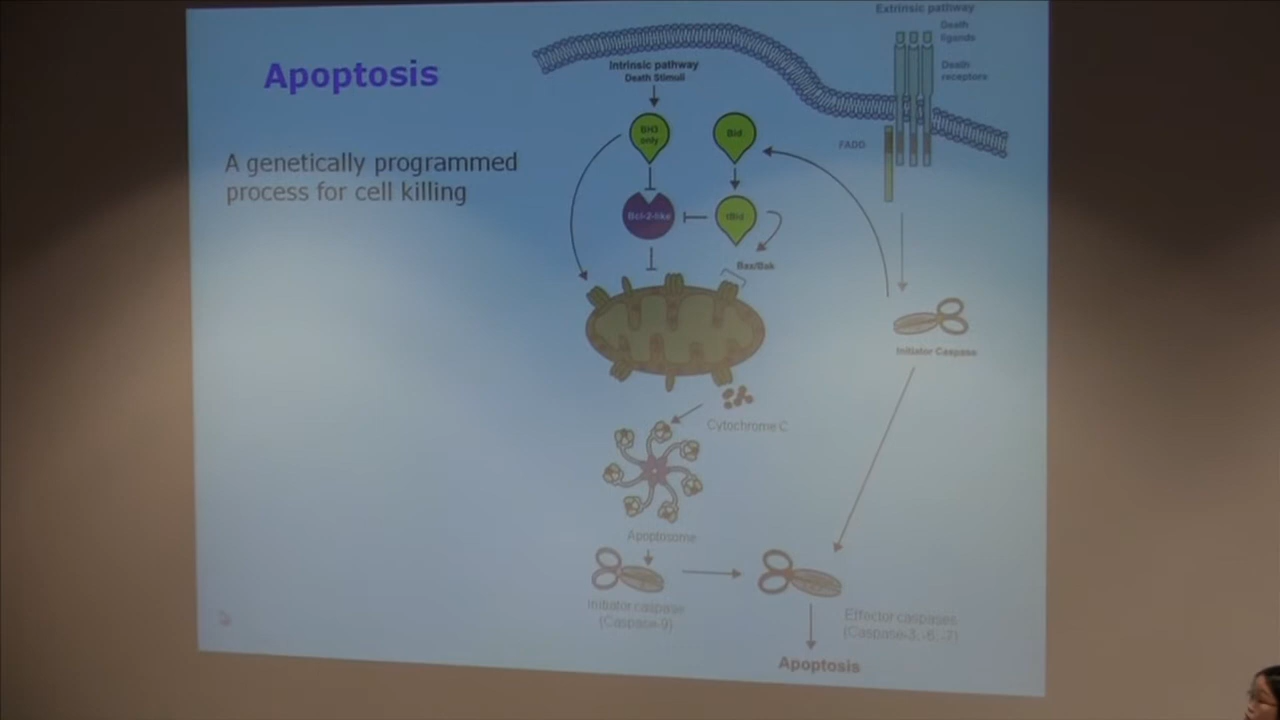 Apoptosis
A genetically programmed
process for cell killing
Extrinsic pathway
Death
ligands
Death
receptors
Intrinsic pathway
Death Stimuli
BH3
only
Bid
FADD
Bcl-2-like
tBid
Bax/Bak
Initiator Caspase
Cytochrome C
Apoptosome
Initiator caspase
(Caspase-9)
Effector caspases
(Caspase-3,-6,-7)
Apoptosis